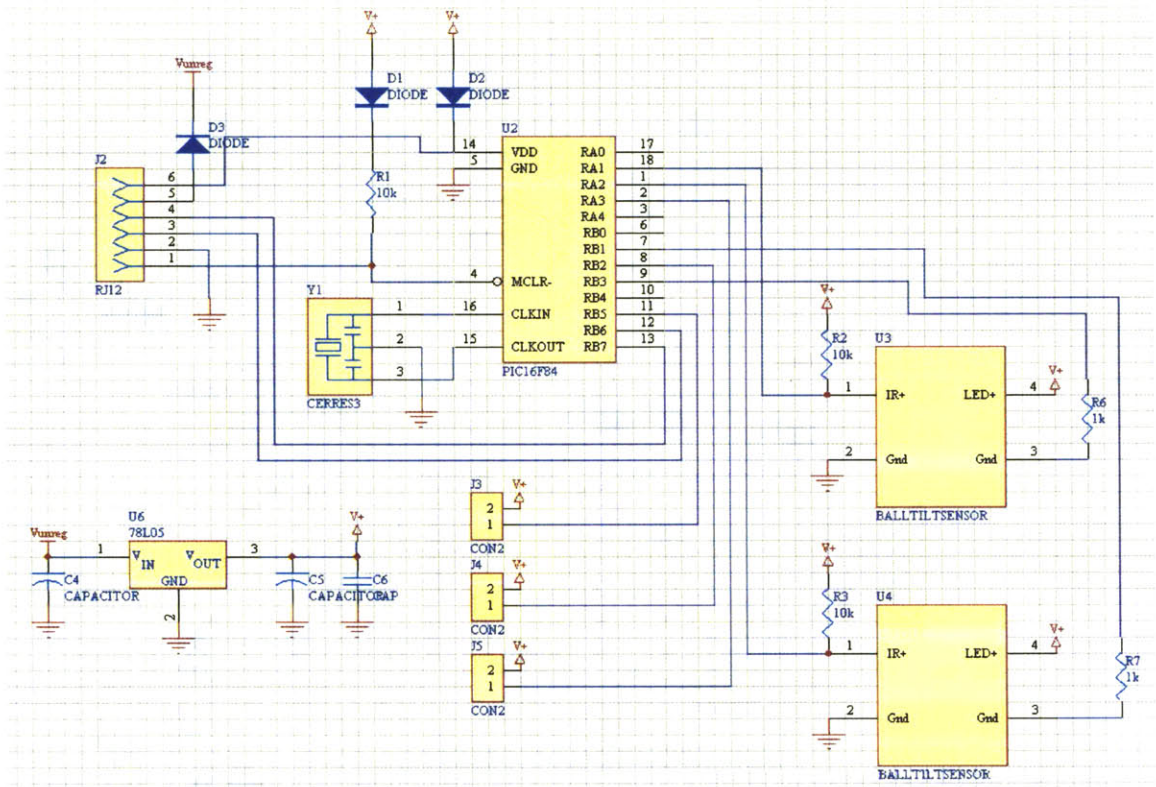 V+
V+
Vunreg
D1
DIODE
D2
DIODE
D3
DIODE
U2
J2
6
5
4
3
2
1
RJ12
R1
10k
14
5
4
16
15
VDD
GND
MCLR-
CLKIN
CLKOUT
RA0
RA1
RA2
RA3
RA4
RB0
RB1
RB2
RB3
RB4
RB5
RB6
RB7
17
18
1
2
3
6
7
8
9
10
11
12
13
PIC16F84
Y1
1
2
3
CERRES3
V+
R2
10k
U3
1
IR+
LED+
4
V+
R6
1k
2
Gnd
Gnd
3
BALLTILTSENSOR
J3
V+
2
1
CON2
J4
V+
2
1
CON2
J5
V+
2
1
CON2
Vunreg
U6
78L05
1
VIN
VOUT
3
GND
2
V+
C4
CAPACITOR
C5
CAPACITOR
C6
CAP
V+
R3
10k
U4
1
IR+
LED+
4
V+
R7
1k
2
Gnd
Gnd
3
BALLTILTSENSOR